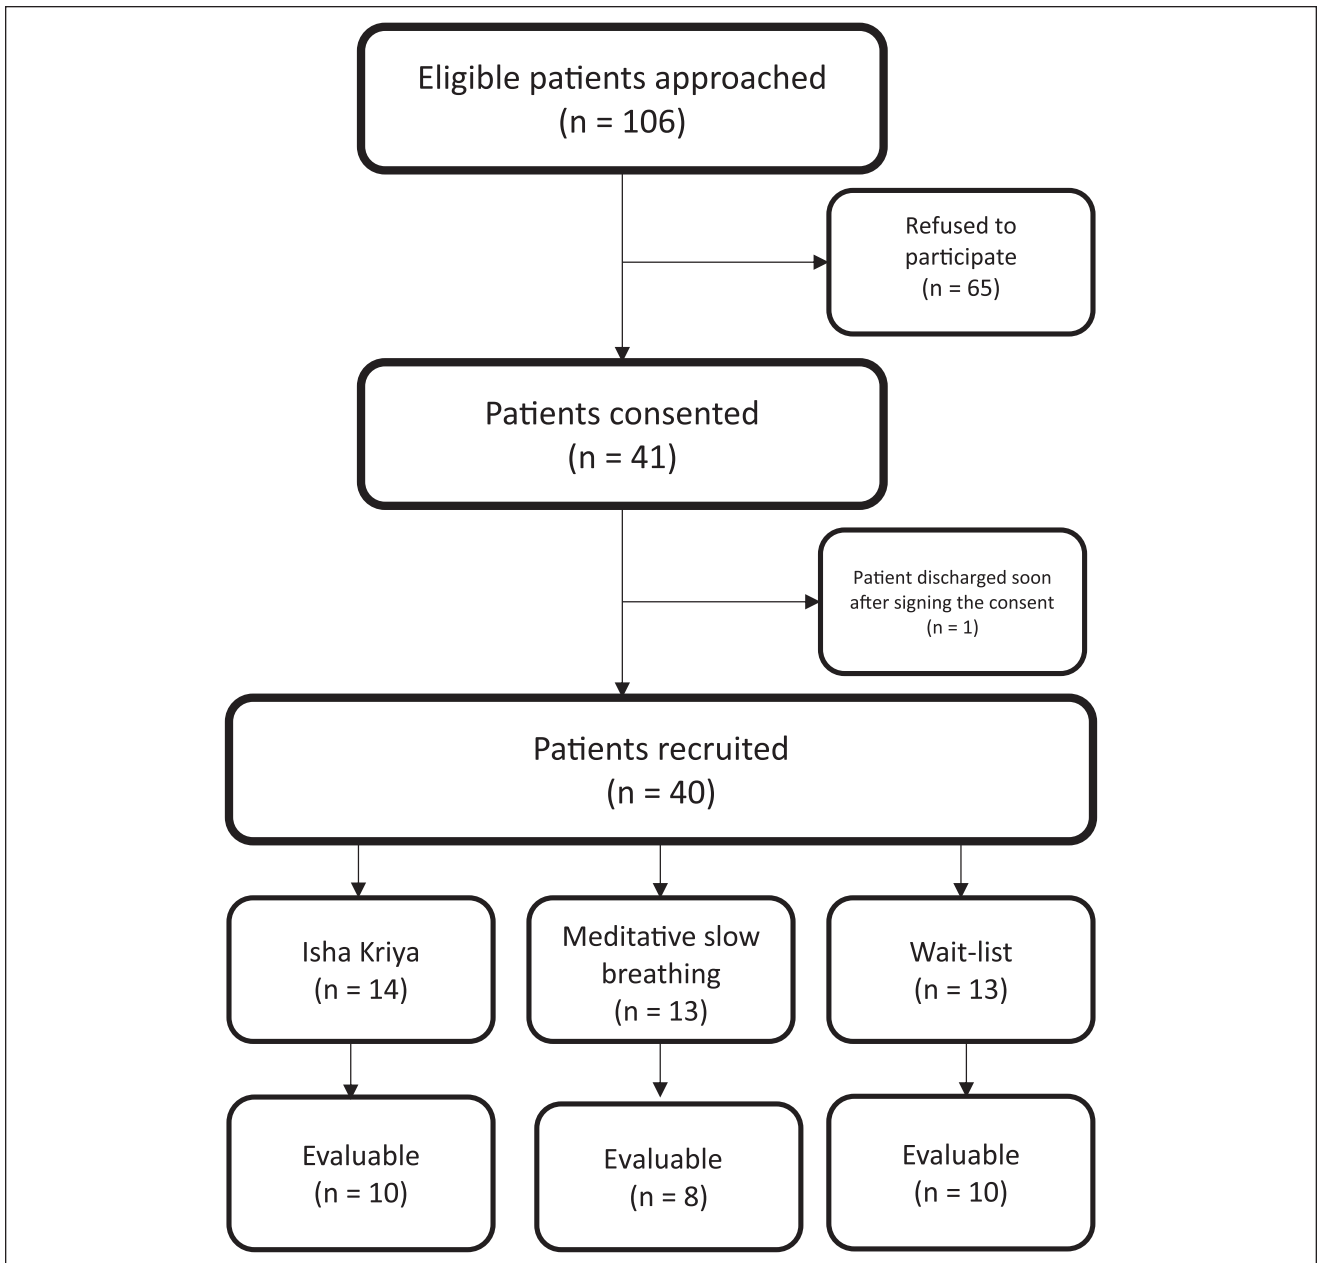 Eligible patients approached
(n = 106)
Refused to
participate
(n = 65)
Patients consented
(n = 41)
Patient discharged soon
after signing the consent
(n = 1)
Patients recruited
(n = 40)
Isha Kriya
(n = 14)
Meditative slow
breathing
(n = 13)
Wait-list
(n = 13)
Evaluable
(n = 10)
Evaluable
(n = 8)
Evaluable
(n = 10)